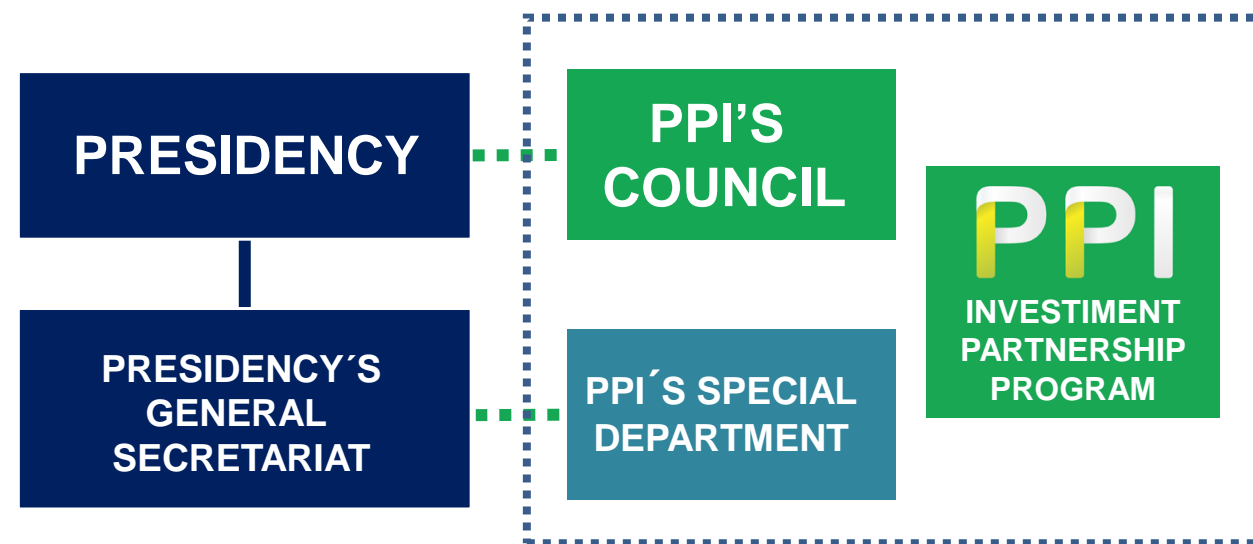 PRESIDENCY
PPI’S
COUNCIL
PPI
INVESTIMENT
PARTNERSHIP
PROGRAM
PRESIDENCY´S
GENERAL
SECRETARIAT
PPI´S SPECIAL
DEPARTMENT